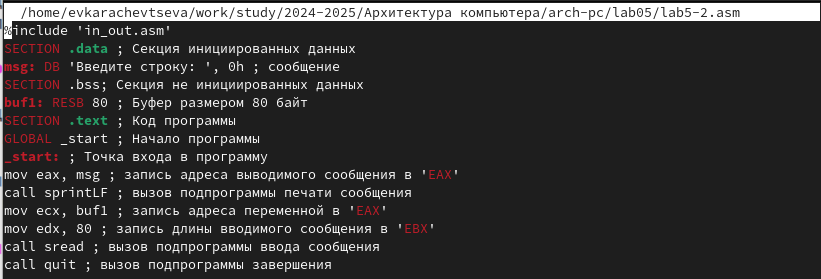 /home/evkarachevtseva/work/study/2024-2025/Архитектура компьютера/arch-pc/lab05/lab5-2.asm
%include 'in_out.asm'
SECTION .data ; Секция инициированных данных
msg: DB 'Введите строку: ', 0h ; сообщение
SECTION .bss; Секция не инициированных данных
buf1: RESB 80 ; Буфер размером 80 байт
SECTION .text ; Код программы
GLOBAL _start ; Начало программы
_start: ; Точка входа в программу
mov eax, msg ; запись адреса выводимого сообщения в 'EAX'
call sprintLF ; вызов подпрограммы печати сообщения
mov ecx, buf1 ; запись адреса переменной в 'EAX'
mov edx, 80 ; запись длины вводимого сообщения в 'EBX'
call sread ; вызов подпрограммы ввода сообщения
call quit ; вызов подпрограммы завершения